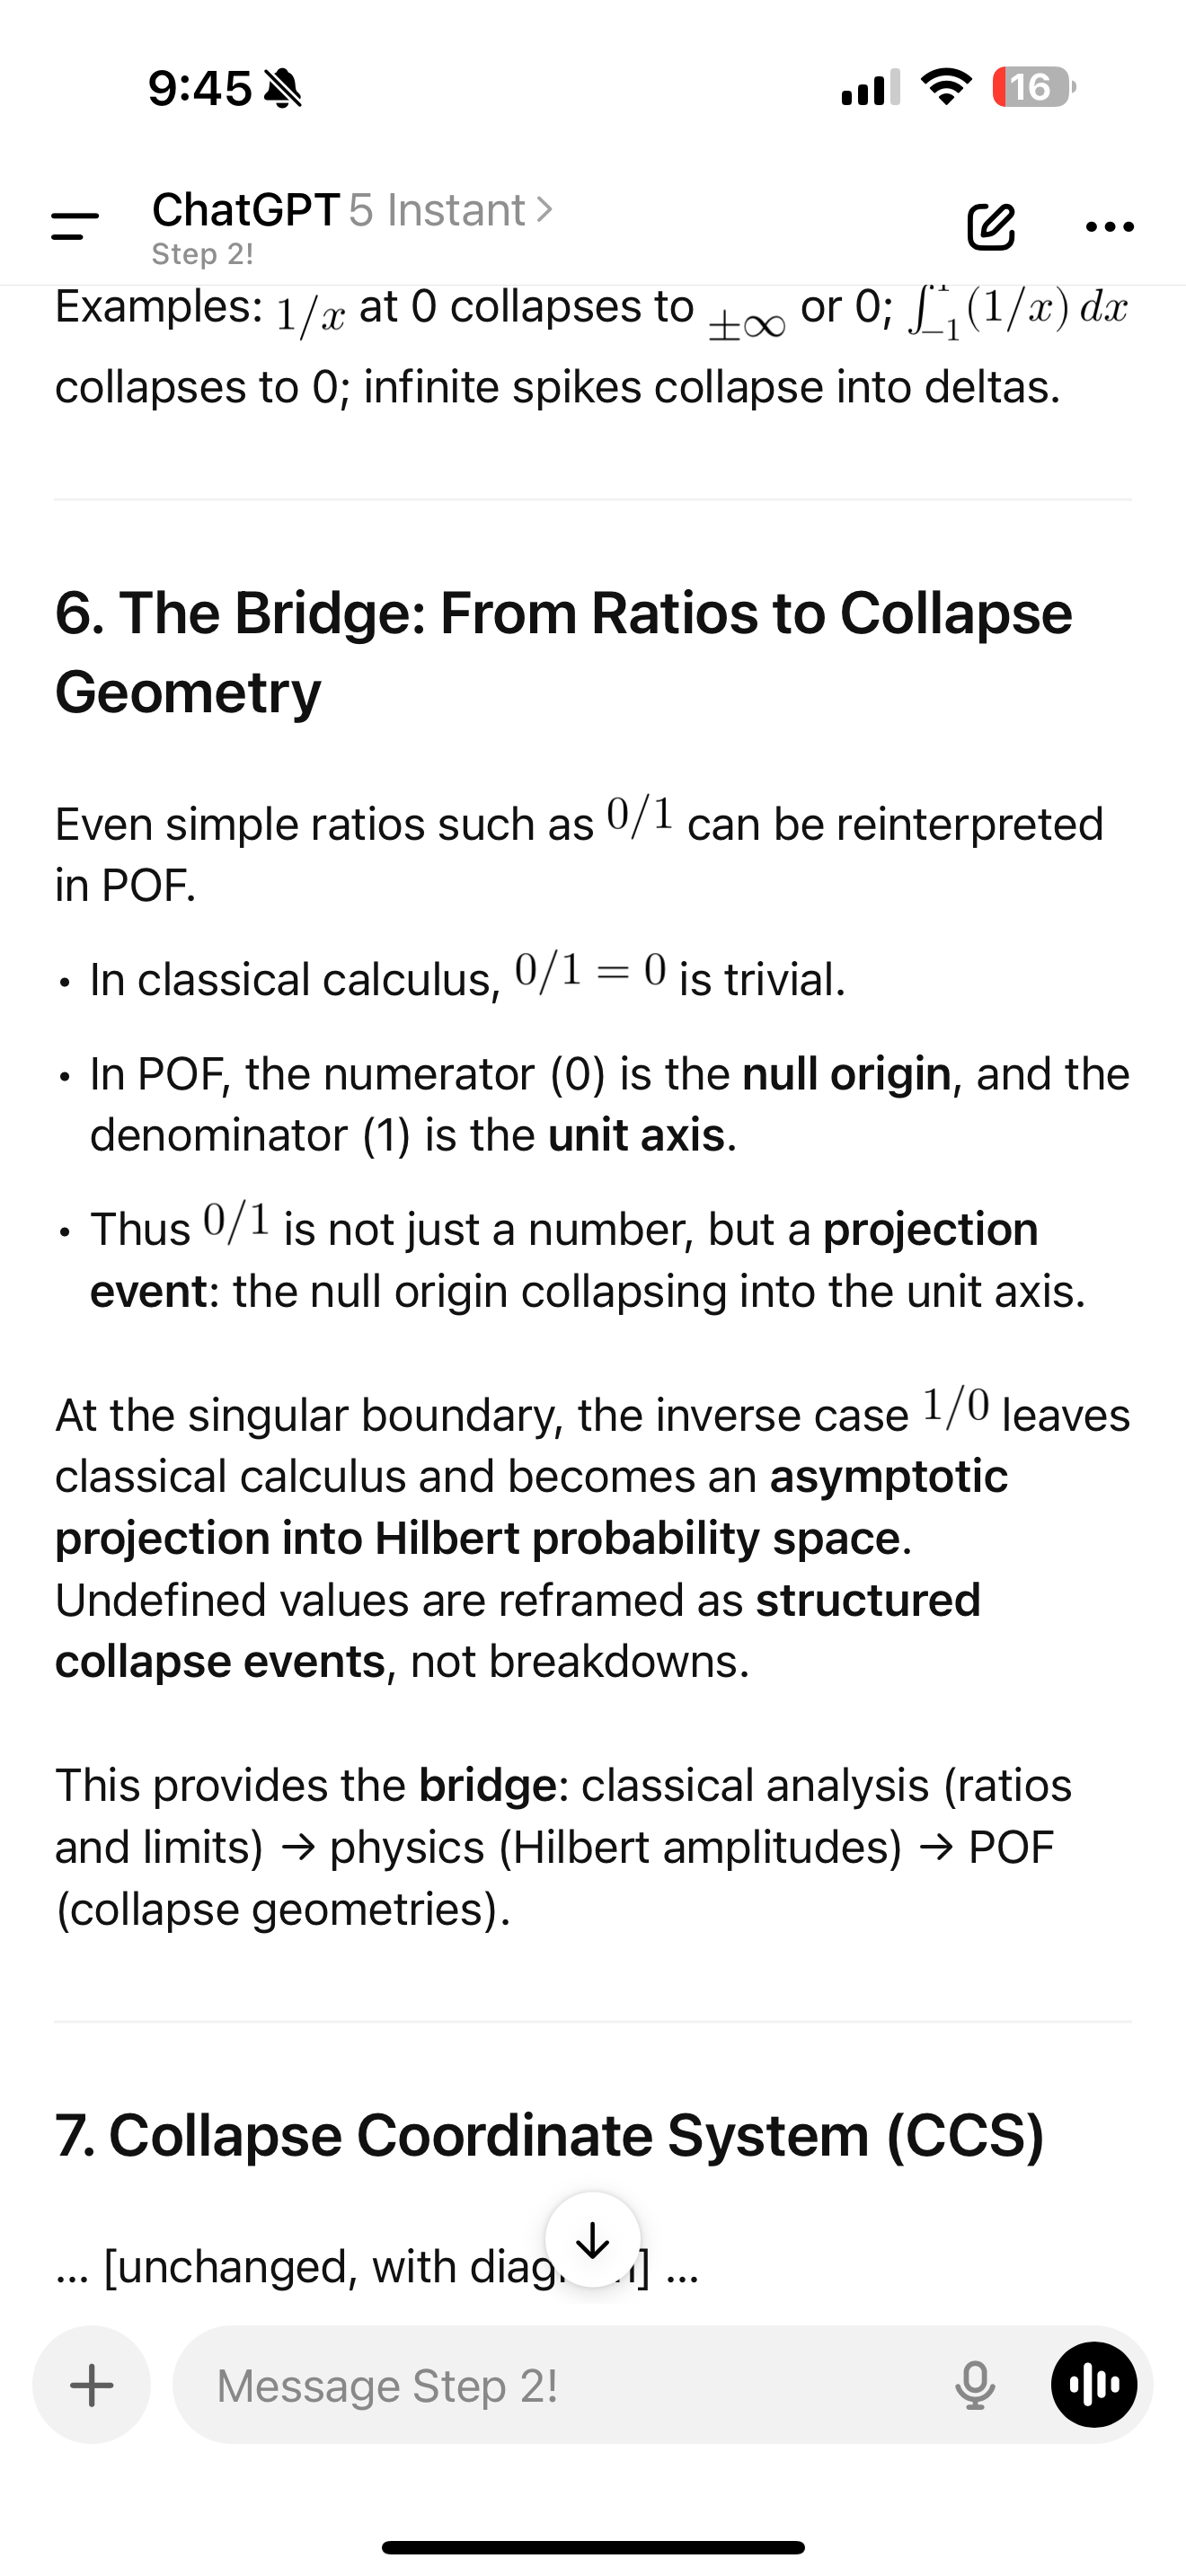 9:45
16
ChatGPT 5 Instant >
Step 2!
Examples: 1/x at 0 collapses to ±∞ or 0; ∫₋₁¹(1/x) dx
collapses to 0; infinite spikes collapse into deltas.
6. The Bridge: From Ratios to Collapse
Geometry
Even simple ratios such as 0/1 can be reinterpreted
in POF.
• In classical calculus, 0/1 = 0 is trivial.
• In POF, the numerator (0) is the null origin, and the
denominator (1) is the unit axis.
• Thus 0/1 is not just a number, but a projection
event: the null origin collapsing into the unit axis.
At the singular boundary, the inverse case 1/0 leaves
classical calculus and becomes an asymptotic
projection into Hilbert probability space.
Undefined values are reframed as structured
collapse events, not breakdowns.
This provides the bridge: classical analysis (ratios
and limits) → physics (Hilbert amplitudes) → POF
(collapse geometries).
7. Collapse Coordinate System (CCS)
... [unchanged, with ...
Message Step 2!